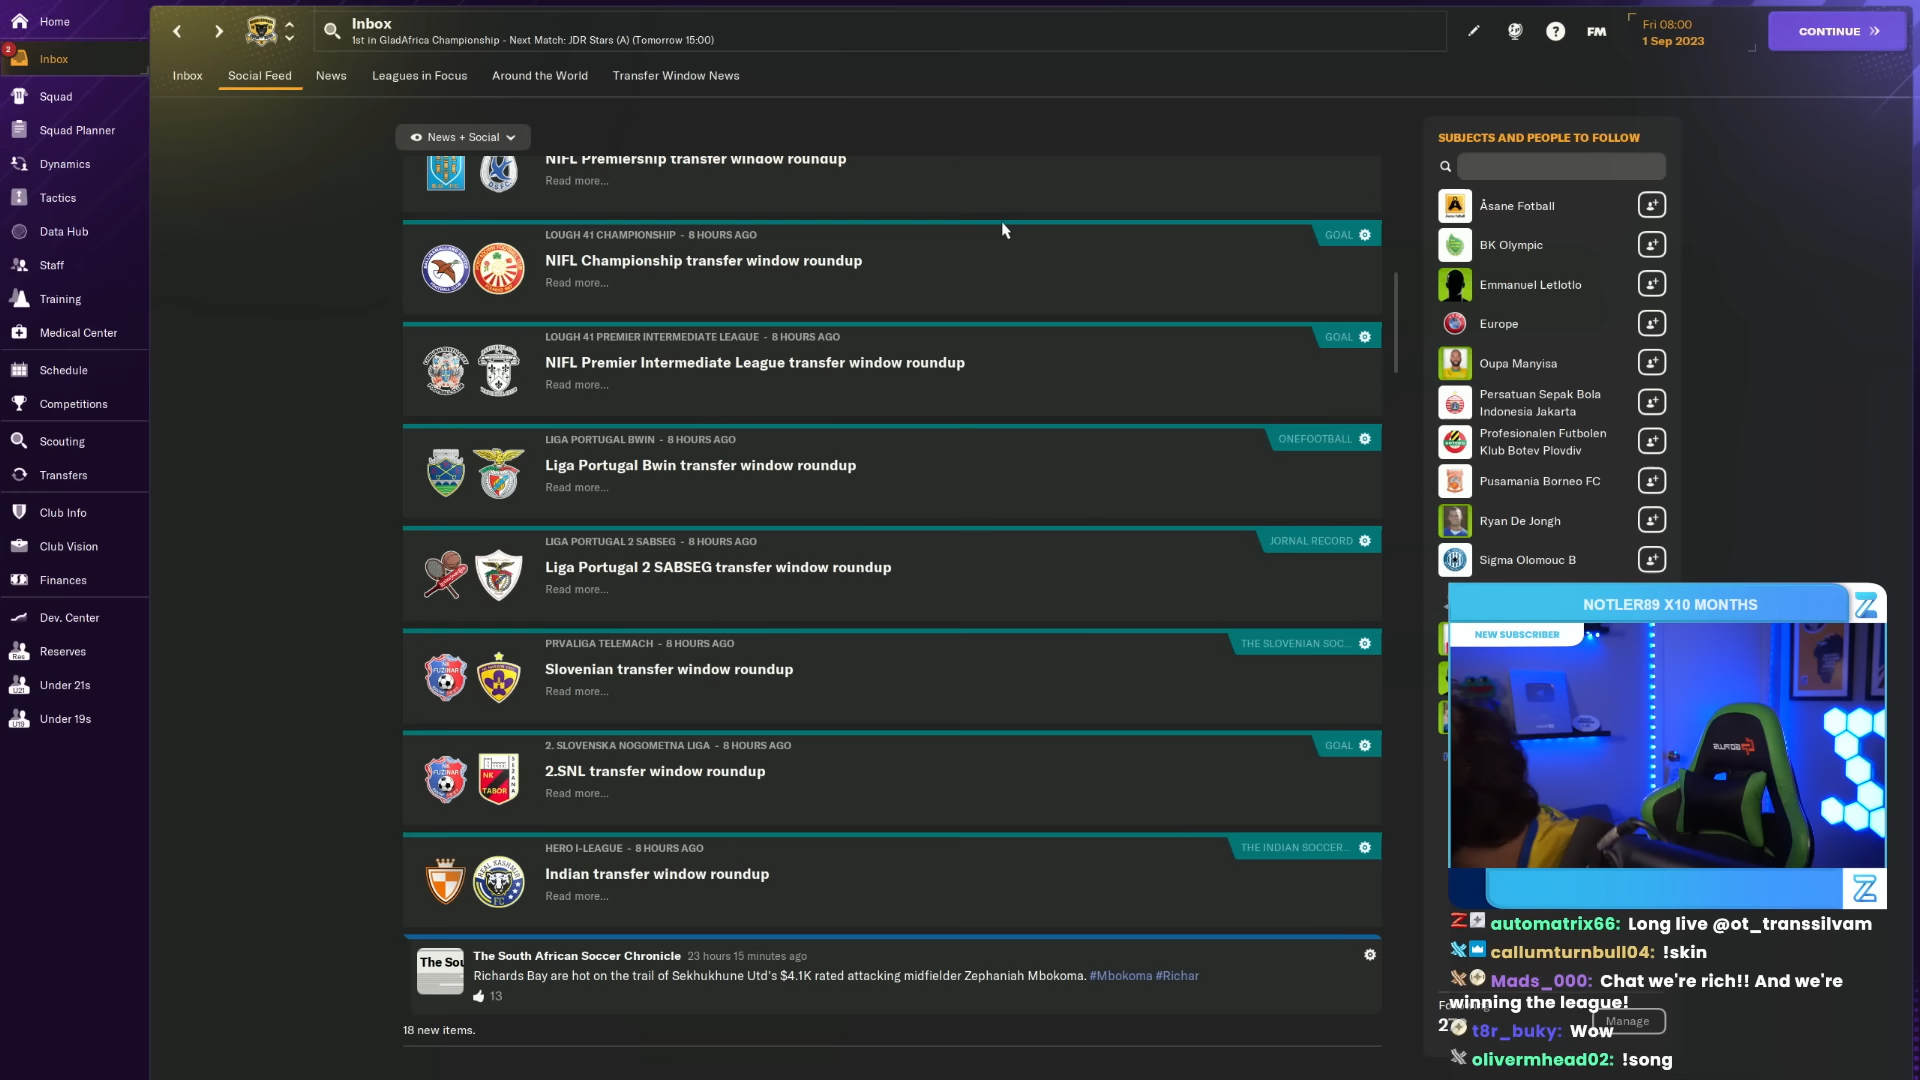 Home
2
Inbox
Squad
Squad Planner
Dynamics
Tactics
Data Hub
Staff
Training
Medical Center
Schedule
Competitions
Scouting
Transfers
Club Info
Club Vision
Finances
Dev. Center
Res
Reserves
U21
Under 21s
U19
Under 19s
Inbox
1st in GladAfrica Championship - Next Match: JDR Stars (A) (Tomorrow 15:00)
FM
Fri 08:00
1 Sep 2023
CONTINUE
Inbox
Social Feed
News
Leagues in Focus
Around the World
Transfer Window News
News + Social
NIFL Premiership transfer window roundup
Read more...
LOUGH 41 CHAMPIONSHIP - 8 HOURS AGO
GOAL
NIFL Championship transfer window roundup
Read more...
LOUGH 41 PREMIER INTERMEDIATE LEAGUE - 8 HOURS AGO
GOAL
NIFL Premier Intermediate League transfer window roundup
Read more...
LIGA PORTUGAL BWIN - 8 HOURS AGO
ONEFOOTBALL
Liga Portugal Bwin transfer window roundup
Read more...
LIGA PORTUGAL 2 SABSEG - 8 HOURS AGO
JORNAL RECORD
Liga Portugal 2 SABSEG transfer window roundup
Read more...
PRVALIGA TELEMACH - 8 HOURS AGO
THE SLOVENIAN SOC...
Slovenian transfer window roundup
Read more...
2. SLOVENSKA NOGOMETNA LIGA - 8 HOURS AGO
GOAL
2.SNL transfer window roundup
Read more...
NK
FUŽINAR
NK
TABOR
HERO I-LEAGUE - 8 HOURS AGO
THE INDIAN SOCCER...
Indian transfer window roundup
Read more...
REAL KASHMIR
FC
The Sou
The South African Soccer Chronicle 23 hours 15 minutes ago
Richards Bay are hot on the trail of Sekhukhune Utd's $4.1K rated attacking midfielder Zephaniah Mbokoma. #Mbokoma #Richar
13
18 new items.
SUBJECTS AND PEOPLE TO FOLLOW
Åsane Fotball
BK Olympic
Emmanuel Letlotlo
Europe
Oupa Manyisa
Persatuan Sepak Bola
Indonesia Jakarta
Profesionalen Futbolen
Klub Botev Plovdiv
Pusamania Borneo FC
Ryan De Jongh
Sigma Olomouc B
NOTLER89 X10 MONTHS
NEW SUBSCRIBER
automatrix66: Long live @ot_transsilvam
callumturnbull04: !skin
Mads_000: Chat we're rich!! And we're
winning the league!
Manage
t8r_buky: Wow
olivermhead02: !song